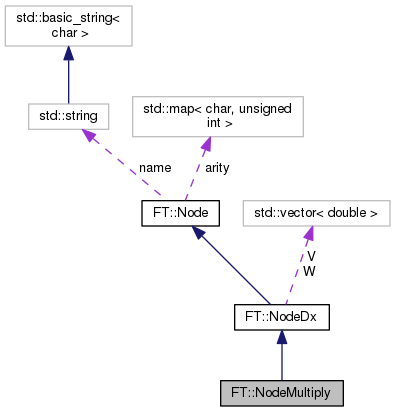 std::basic_string<
char >
std::string
std::map< char, unsigned
int >
name
arity
FT::Node
std::vector< double >
V
W
FT::NodeDx
FT::NodeMultiply